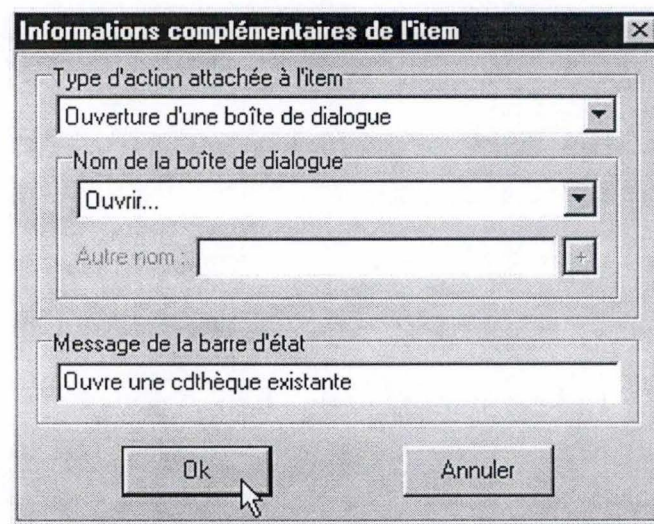 Informations complémentaires de l'item
Type d'action attachée à l'item
Ouverture d'une boîte de dialogue
Nom de la boîte de dialogue
Ouvrir...
Autre nom : +
Message de la barre d'état
Ouvre une cdthèque existante
Ok Annuler